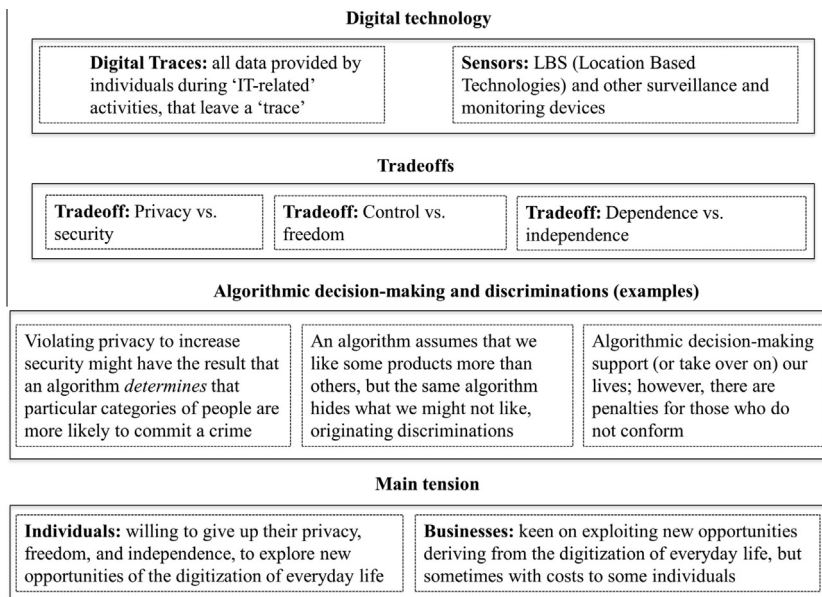 Digital technology
Digital Traces: all data provided by
individuals during ‘IT-related’
activities, that leave a ‘trace’
Sensors: LBS (Location Based
Technologies) and other surveillance and
monitoring devices
Tradeoffs
Tradeoff: Privacy vs.
security
Tradeoff: Control vs.
freedom
Tradeoff: Dependence vs.
independence
Algorithmic decision-making and discriminations (examples)
Violating privacy to increase
security might have the result that
an algorithm determines that
particular categories of people are
more likely to commit a crime
An algorithm assumes that we
like some products more than
others, but the same algorithm
hides what we might not like,
originating discriminations
Algorithmic decision-making
support (or take over on) our
lives; however, there are
penalties for those who do
not conform
Main tension
Individuals: willing to give up their privacy,
freedom, and independence, to explore new
opportunities of the digitization of everyday life
Businesses: keen on exploiting new opportunities
deriving from the digitization of everyday life, but
sometimes with costs to some individuals